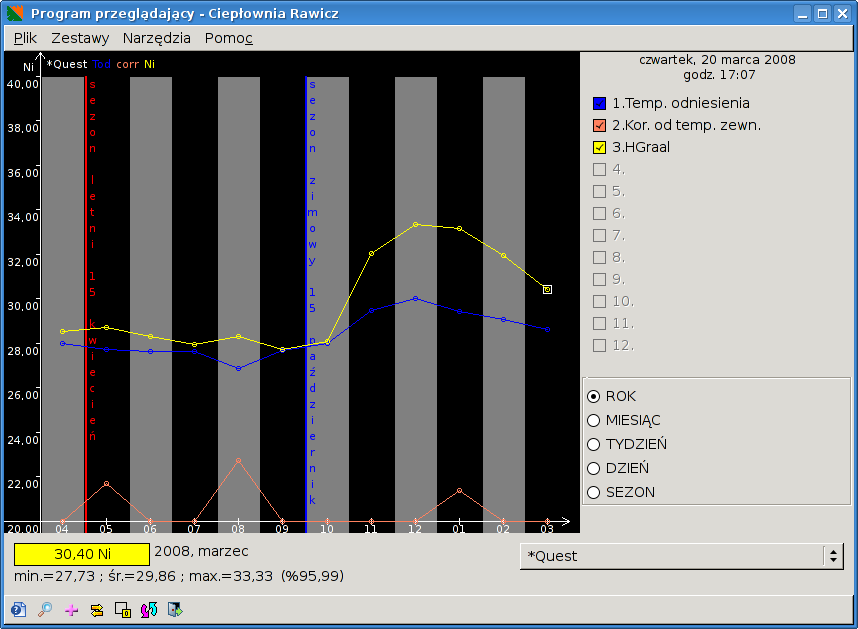 Program przeglądający - Ciepłownia Rawicz
Plik Zestawy Narzędzia Pomoc
Ni *Quest Tod corr Ni
40,00
38,00
36,00
34,00
32,00
30,00
28,00
26,00
24,00
22,00
20,00
sezon letni 15 kwiecień
sezon zimowy 15 październik
04 05 06 07 08 09 10 11 12 01 02 03
czwartek, 20 marca 2008
godz. 17:07
1.Temp. odniesienia
2.Kor. od temp. zewn.
3.HGraal
4.
5.
6.
7.
8.
9.
10.
11.
12.
ROK
MIESIĄC
TYDZIEŃ
DZIEŃ
SEZON
30,40 Ni 2008, marzec
*Quest
min.=27,73 ; śr.=29,86 ; max.=33,33 (%95,99)